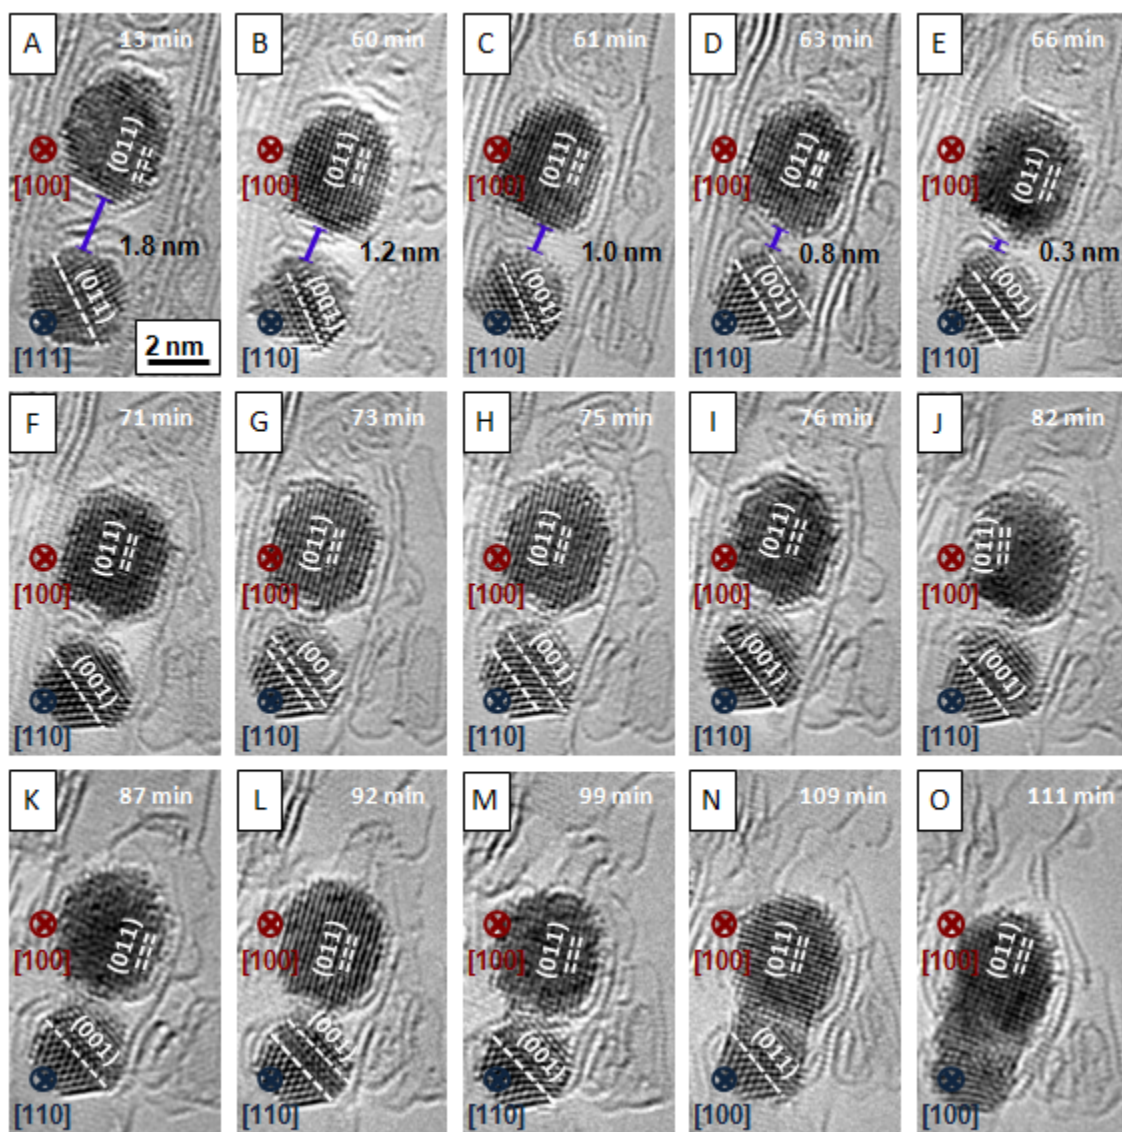 A
13 min
(011)
[100]
1.8 nm
(011)
[111]
2 nm
B
60 min
(011)
[100]
1.2 nm
(001)
[110]
C
61 min
(011)
[100]
1.0 nm
(001)
[110]
D
63 min
(011)
[100]
0.8 nm
(001)
[110]
E
66 min
(011)
[100]
0.3 nm
(001)
[110]
F
71 min
(011)
[100]
(001)
[110]
G
73 min
(011)
[100]
(001)
[110]
H
75 min
(011)
[100]
(001)
[110]
I
76 min
(011)
[100]
(001)
[110]
J
82 min
(011)
[100]
(001)
[110]
K
87 min
(011)
[100]
(001)
[110]
L
92 min
(011)
[100]
(001)
[110]
M
99 min
(011)
[100]
(001)
[110]
N
109 min
(011)
[100]
(011)
[100]
O
111 min
(011)
[100]
[100]